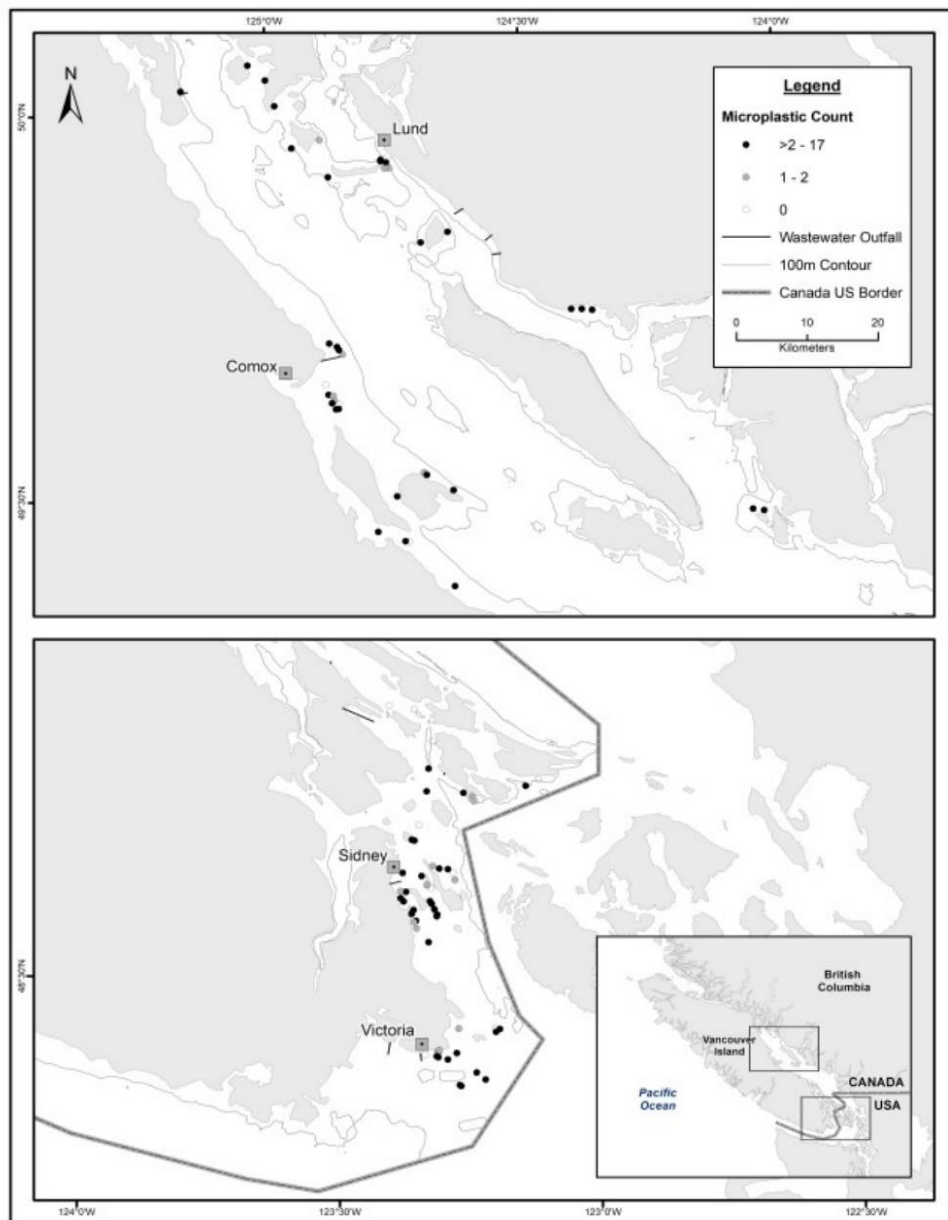 125°0'W
124°30'W
124°0'W
N
50°0'N
Lund
Legend
Microplastic Count
>2 - 17
1 - 2
0
Wastewater Outfall
100m Contour
Canada US Border
0 10 20
Kilometers
Comox
49°30'N
Sidney
48°30'N
Victoria
British
Columbia
Vancouver
Island
CANADA
USA
Pacific
Ocean
124°0'W
123°30'W
123°0'W
122°30'W